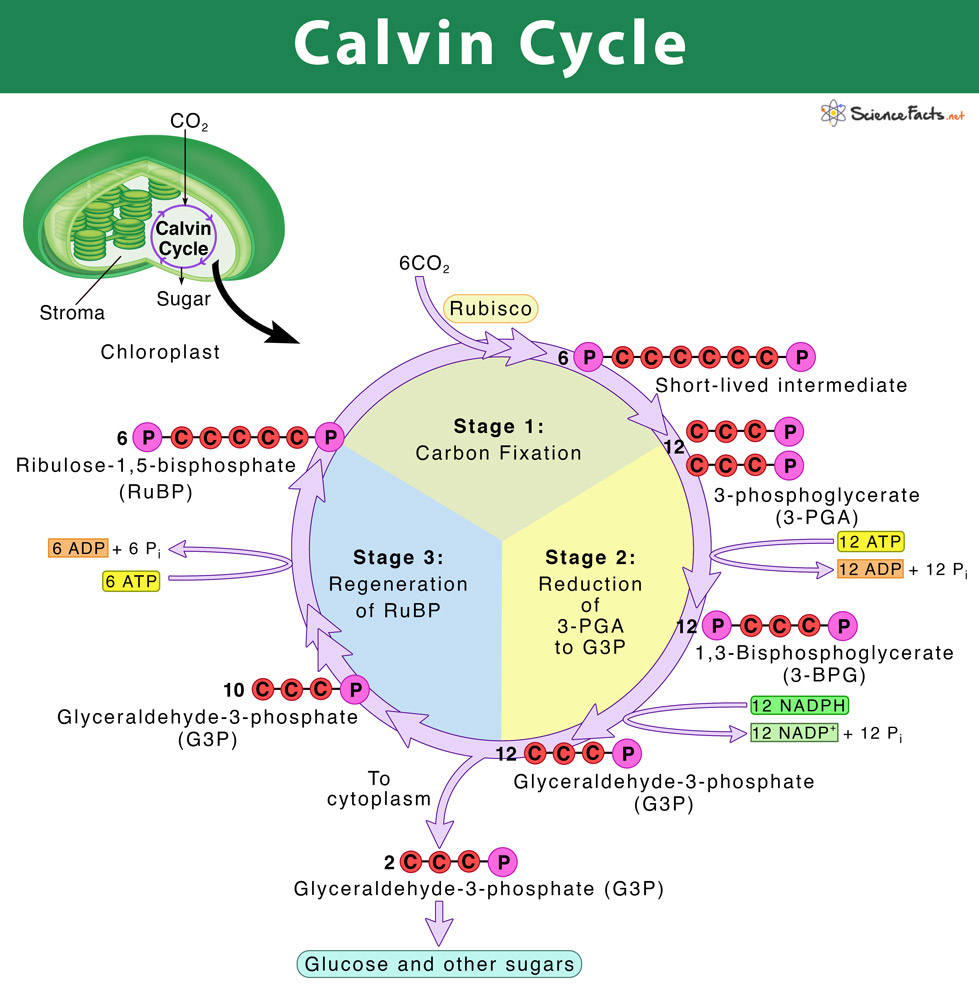 Calvin Cycle
ScienceFacts.net
CO₂
Calvin
Cycle
Stroma
Sugar
Chloroplast
6CO₂
Rubisco
6 P C C C C C C P
Short-lived intermediate
12
C C C P
C C C P
3-phosphoglycerate
(3-PGA)
12 ATP
12 ADP + 12 Pᵢ
12 P C C C P
1,3-Bisphosphoglycerate
(3-BPG)
12 NADPH
12 NADP⁺ + 12 Pᵢ
12 C C C P
Glyceraldehyde-3-phosphate
(G3P)
To
cytoplasm
2 C C C P
Glyceraldehyde-3-phosphate (G3P)
Glucose and other sugars
10 C C C P
Glyceraldehyde-3-phosphate
(G3P)
6 ADP + 6 Pᵢ
6 ATP
6 P C C C C C P
Ribulose-1,5-bisphosphate
(RuBP)
Stage 1:
Carbon Fixation
Stage 2:
Reduction
of
3-PGA
to G3P
Stage 3:
Regeneration
of RuBP